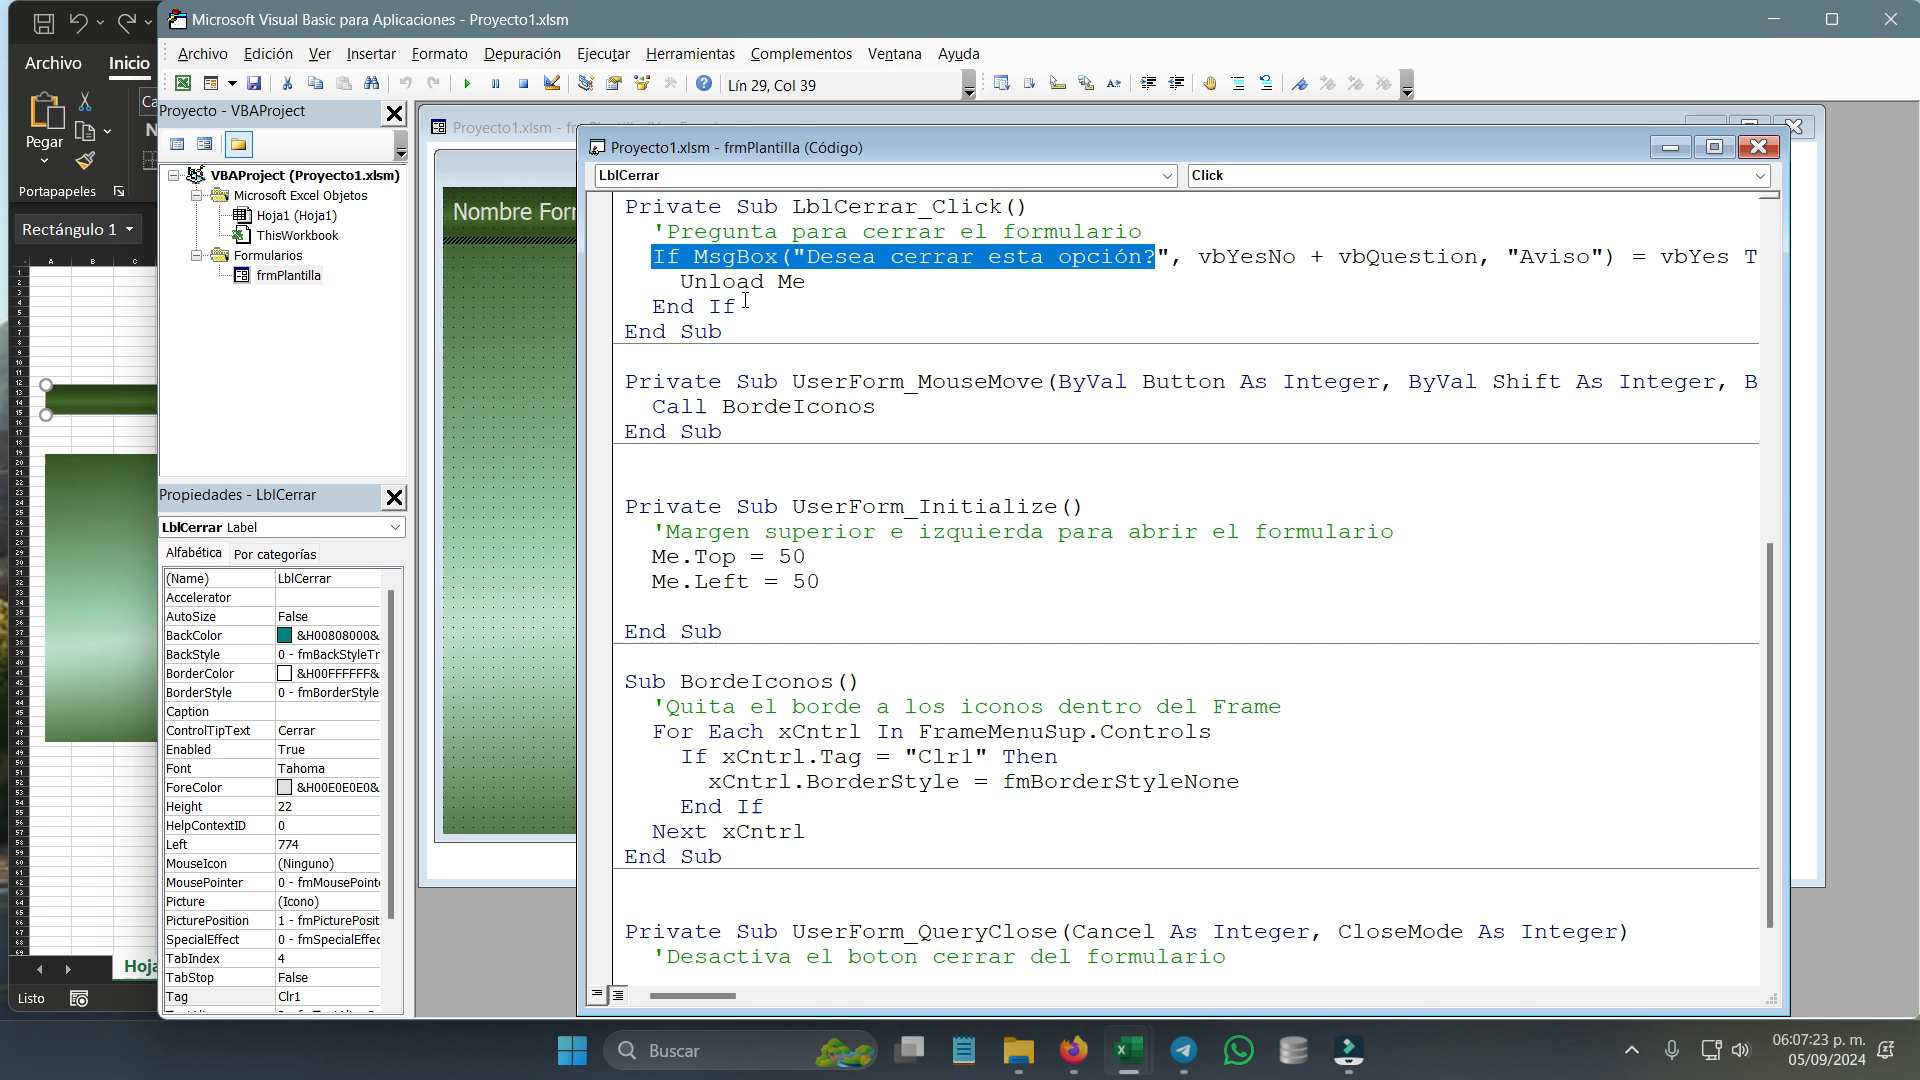 Microsoft Visual Basic para Aplicaciones - Proyecto1.xlsm
Archivo Edición Ver Insertar Formato Depuración Ejecutar Herramientas Complementos Ventana Ayuda
Lín 29, Col 39
Archivo Inicio
Pegar
Portapapeles
Rectángulo 1
Proyecto - VBAProject
VBAProject (Proyecto1.xlsm)
Microsoft Excel Objetos
Hoja1 (Hoja1)
ThisWorkbook
Formularios
frmPlantilla
Propiedades - LblCerrar
LblCerrar Label
Alfabética Por categorías
(Name) LblCerrar
Accelerator
AutoSize False
BackColor &H00808000&
BackStyle 0 - fmBackStyleTr
BorderColor &H00FFFFFF&
BorderStyle 0 - fmBorderStyle
Caption
ControlTipText Cerrar
Enabled True
Font Tahoma
ForeColor &H00E0E0E0&
Height 22
HelpContextID 0
Left 774
MouseIcon (Ninguno)
MousePointer 0 - fmMousePoint
Picture (Icono)
PicturePosition 1 - fmPicturePosit
SpecialEffect 0 - fmSpecialEffec
TabIndex 4
TabStop False
Tag Clr1
Proyecto1.xlsm -
Nombre Forr
Proyecto1.xlsm - frmPlantilla (Código)
LblCerrar Click
Private Sub LblCerrar_Click()
'Pregunta para cerrar el formulario
If MsgBox("Desea cerrar esta opción?", vbYesNo + vbQuestion, "Aviso") = vbYes T
Unload Me
End If
End Sub
Private Sub UserForm_MouseMove(ByVal Button As Integer, ByVal Shift As Integer, B
Call BordeIconos
End Sub
Private Sub UserForm_Initialize()
'Margen superior e izquierda para abrir el formulario
Me.Top = 50
Me.Left = 50
End Sub
Sub BordeIconos()
'Quita el borde a los iconos dentro del Frame
For Each xCntrl In FrameMenuSup.Controls
If xCntrl.Tag = "Clr1" Then
xCntrl.BorderStyle = fmBorderStyleNone
End If
Next xCntrl
End Sub
Private Sub UserForm_QueryClose(Cancel As Integer, CloseMode As Integer)
'Desactiva el boton cerrar del formulario
Hoja
Listo
Buscar
06:07:23 p. m.
05/09/2024